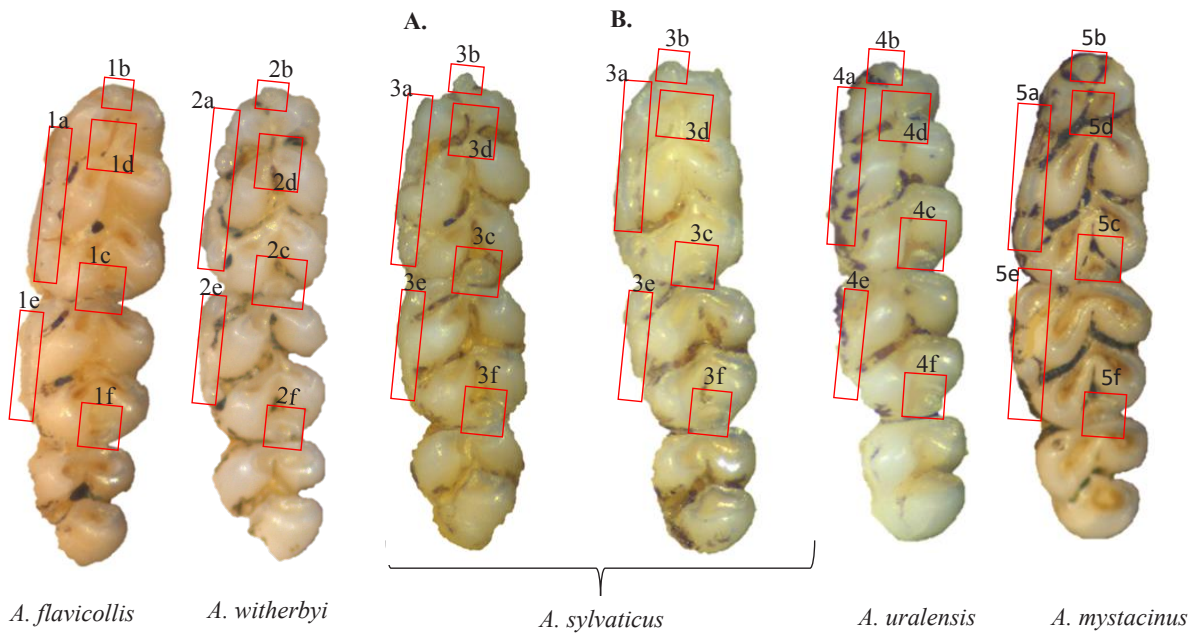 A.
B.
1b
1a
1d
1c
1e
1f
2b
2a
2d
2c
2e
2f
3b
3a
3d
3c
3e
3f
3b
3a
3d
3c
3e
3f
4b
4a
4d
4c
4e
4f
5b
5a
5d
5c
5e
5f
A. flavicollis
A. witherbyi
A. sylvaticus
A. uralensis
A. mystacinus